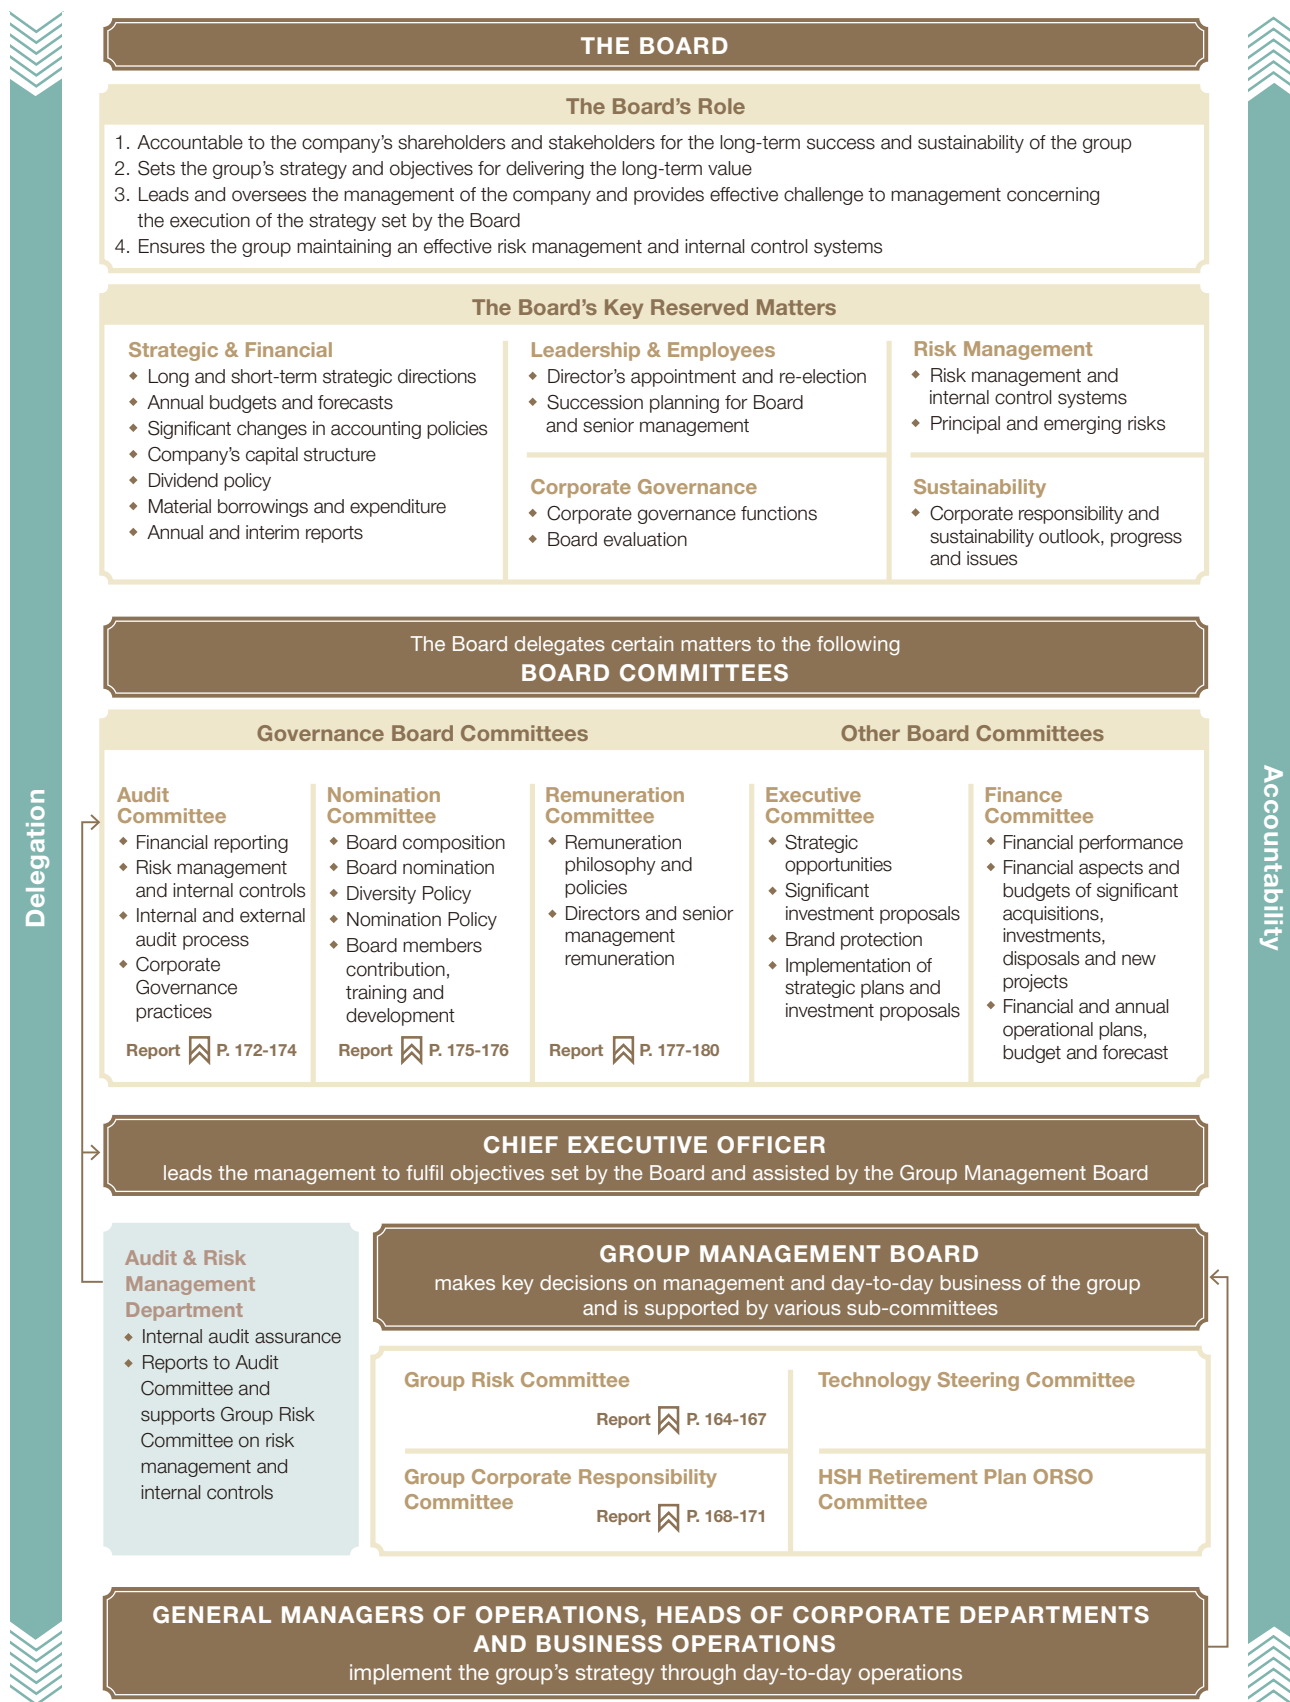 THE BOARD
The Board's Role
1. Accountable to the company's shareholders and stakeholders for the long-term success and sustainability of the group
2. Sets the group's strategy and objectives for delivering the long-term value
3. Leads and oversees the management of the company and provides effective challenge to management concerning
the execution of the strategy set by the Board
4. Ensures the group maintaining an effective risk management and internal control systems
The Board's Key Reserved Matters
Strategic & Financial
Long and short-term strategic directions
Annual budgets and forecasts
Significant changes in accounting policies
Company's capital structure
Dividend policy
Material borrowings and expenditure
Annual and interim reports
Leadership & Employees
Director's appointment and re-election
Succession planning for Board
and senior management
Corporate Governance
Corporate governance functions
Board evaluation
Risk Management
Risk management and
internal control systems
Principal and emerging risks
Sustainability
Corporate responsibility and
sustainability outlook, progress
and issues
The Board delegates certain matters to the following
BOARD COMMITTEES
Governance Board Committees
Other Board Committees
Audit
Committee
Financial reporting
Risk management
and internal controls
Internal and external
audit process
Corporate
Governance
practices
Report P. 172-174
Nomination
Committee
Board composition
Board nomination
Diversity Policy
Nomination Policy
Board members
contribution,
training and
development
Report P. 175-176
Remuneration
Committee
Remuneration
philosophy and
policies
Directors and senior
management
remuneration
Report P. 177-180
Executive
Committee
Strategic
opportunities
Significant
investment proposals
Brand protection
Implementation of
strategic plans and
investment proposals
Finance
Committee
Financial performance
Financial aspects and
budgets of significant
acquisitions,
investments,
disposals and new
projects
Financial and annual
operational plans,
budget and forecast
Delegation
Accountability
CHIEF EXECUTIVE OFFICER
leads the management to fulfil objectives set by the Board and assisted by the Group Management Board
Audit & Risk
Management
Department
Internal audit assurance
Reports to Audit
Committee and
supports Group Risk
Committee on risk
management and
internal controls
GROUP MANAGEMENT BOARD
makes key decisions on management and day-to-day business of the group
and is supported by various sub-committees
Group Risk Committee
Report P. 164-167
Technology Steering Committee
Group Corporate Responsibility
Committee
Report P. 168-171
HSH Retirement Plan ORSO
Committee
GENERAL MANAGERS OF OPERATIONS, HEADS OF CORPORATE DEPARTMENTS
AND BUSINESS OPERATIONS
implement the group's strategy through day-to-day operations